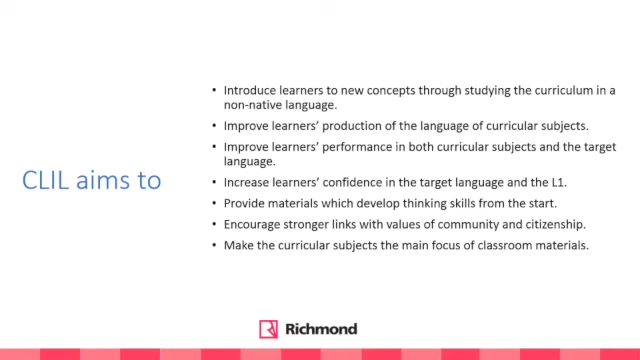 CLIL aims to
• Introduce learners to new concepts through studying the curriculum in a
non-native language.
• Improve learners’ production of the language of curricular subjects.
• Improve learners’ performance in both curricular subjects and the target
language.
• Increase learners’ confidence in the target language and the L1.
• Provide materials which develop thinking skills from the start.
• Encourage stronger links with values of community and citizenship.
• Make the curricular subjects the main focus of classroom materials.
Richmond